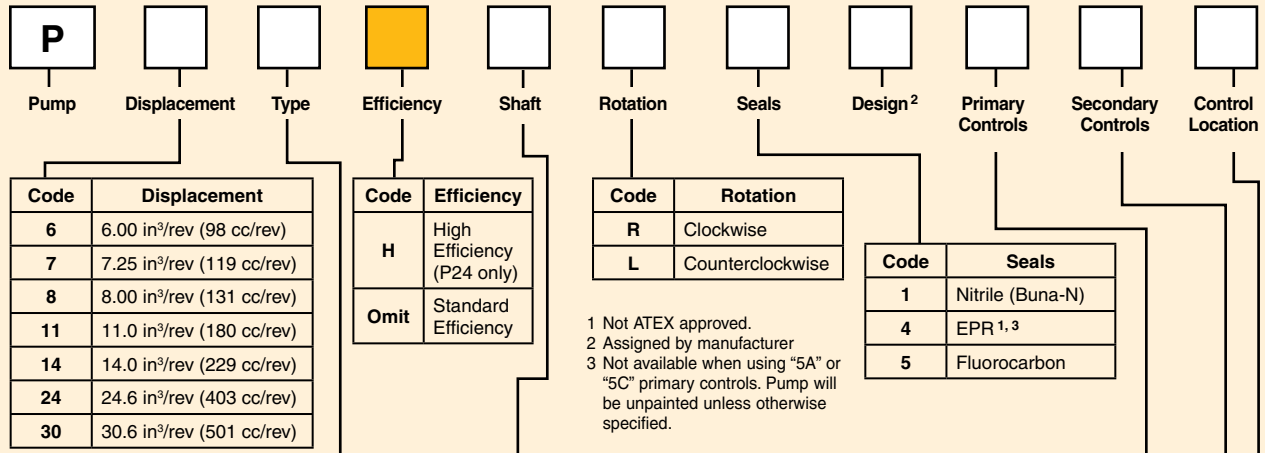 P
Pump Displacement Type Efficiency Shaft Rotation Seals Design 2 Primary Controls Secondary Controls Control Location
Code Displacement
6 6.00 in³/rev (98 cc/rev)
7 7.25 in³/rev (119 cc/rev)
8 8.00 in³/rev (131 cc/rev)
11 11.0 in³/rev (180 cc/rev)
14 14.0 in³/rev (229 cc/rev)
24 24.6 in³/rev (403 cc/rev)
30 30.6 in³/rev (501 cc/rev)
Code Efficiency
H High Efficiency (P24 only)
Omit Standard Efficiency
Code Rotation
R Clockwise
L Counterclockwise
1 Not ATEX approved.
2 Assigned by manufacturer
3 Not available when using “5A” or
“5C” primary controls. Pump will
be unpainted unless otherwise
specified.
Code Seals
1 Nitrile (Buna-N)
4 EPR 1, 3
5 Fluorocarbon